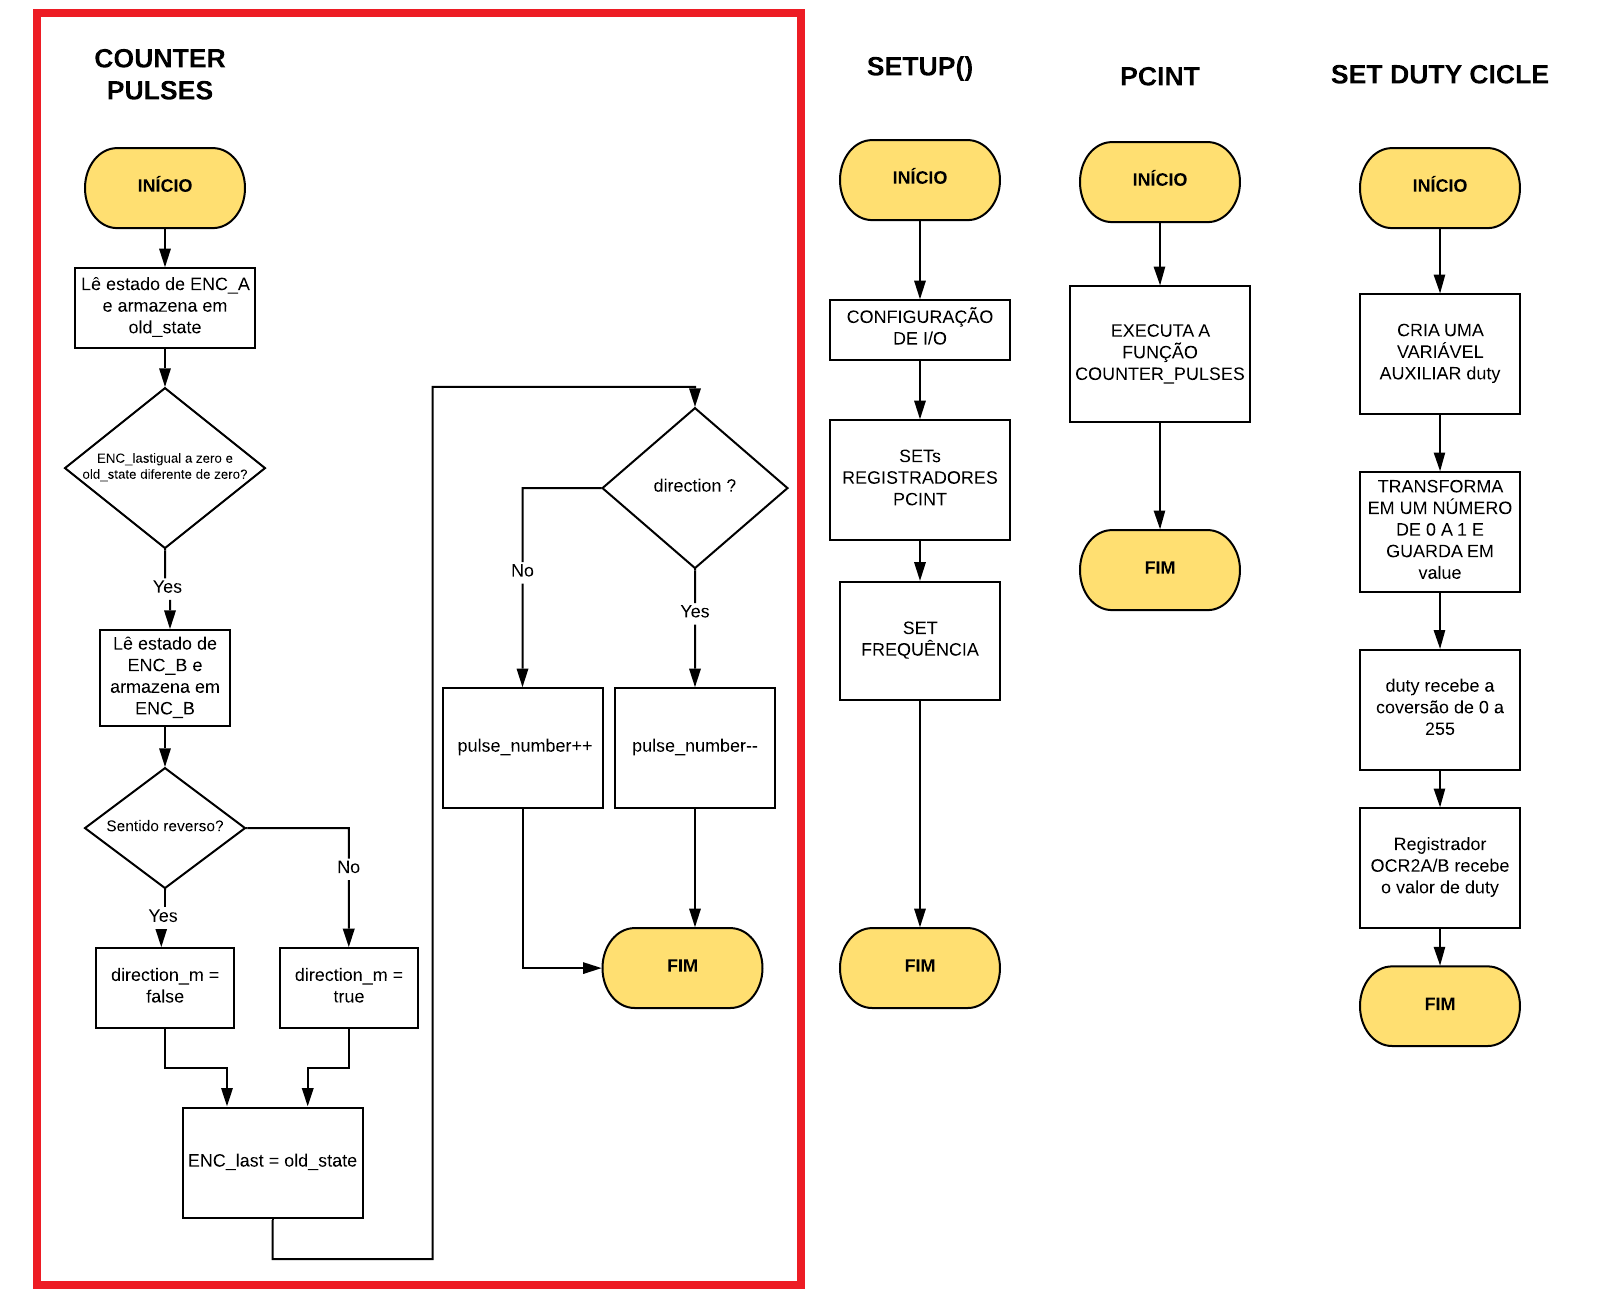 COUNTER
PULSES
INÍCIO
Lê estado de ENC_A
e armazena em
old_state
ENC_lastigual a zero e
old_state diferente de zero?
Yes
Lê estado de
ENC_B e
armazena em
ENC_B
Sentido reverso?
No
Yes
direction_m =
false
direction_m =
true
ENC_last = old_state
direction ?
No
Yes
pulse_number++
pulse_number--
FIM
SETUP()
INÍCIO
CONFIGURAÇÃO
DE I/O
SETs
REGISTRADORES
PCINT
SET
FREQUÊNCIA
FIM
PCINT
INÍCIO
EXECUTA A
FUNÇÃO
COUNTER_PULSES
FIM
SET DUTY CICLE
INÍCIO
CRIA UMA
VARIÁVEL
AUXILIAR duty
TRANSFORMA
EM UM NÚMERO
DE 0 A 1 E
GUARDA EM
value
duty recebe a
coversão de 0 a
255
Registrador
OCR2A/B recebe
o valor de duty
FIM